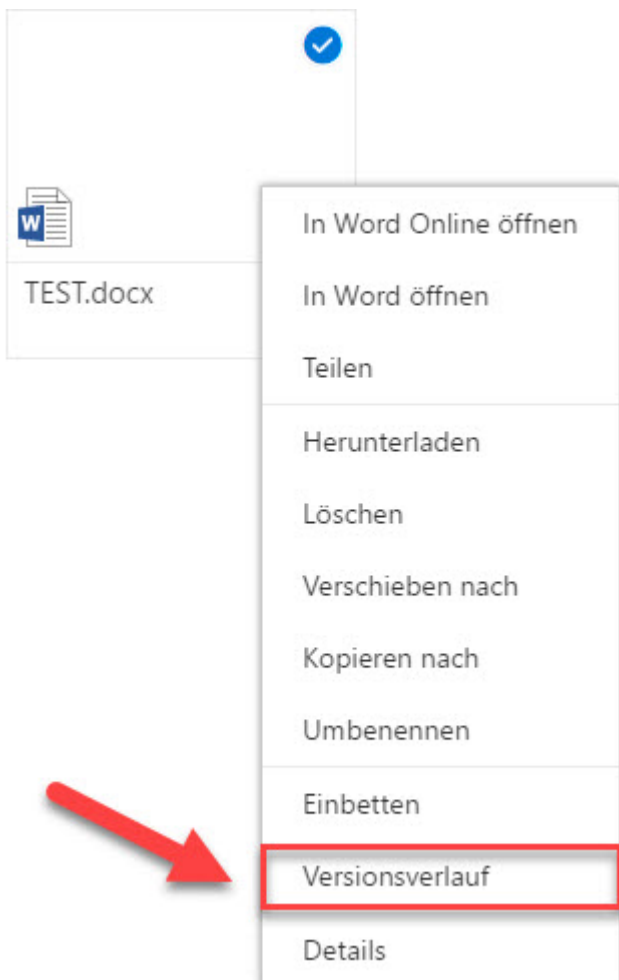 W
TEST.docx
In Word Online öffnen
In Word öffnen
Teilen
Herunterladen
Löschen
Verschieben nach
Kopieren nach
Umbenennen
Einbetten
Versionsverlauf
Details